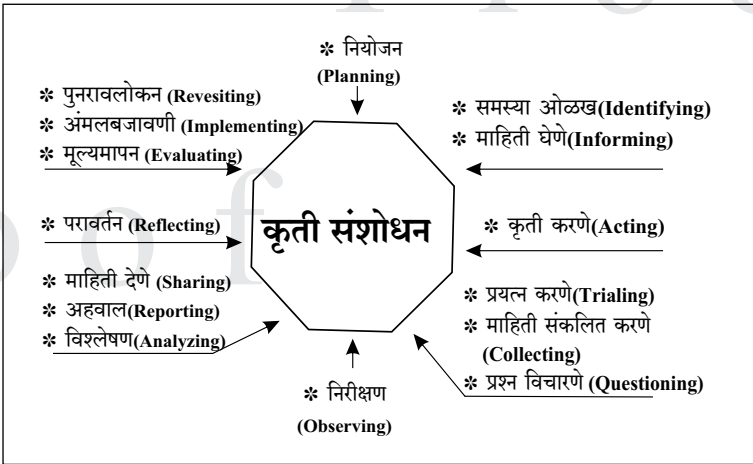 ✻ नियोजन
(Planning)
✻ पुनरावलोकन (Revesiting)
✻ अंमलबजावणी (Implementing)
✻ मूल्यमापन (Evaluating)
✻ समस्या ओळख(Identifying)
✻ माहिती घेणे(Informing)
✻ परावर्तन (Reflecting)
कृती संशोधन
✻ कृती करणे(Acting)
✻ माहिती देणे (Sharing)
✻ अहवाल(Reporting)
✻ विश्लेषण(Analyzing)
✻ प्रयत्न करणे(Trialing)
✻ माहिती संकलित करणे
(Collecting)
✻ प्रश्न विचारणे (Questioning)
✻ निरीक्षण
(Observing)